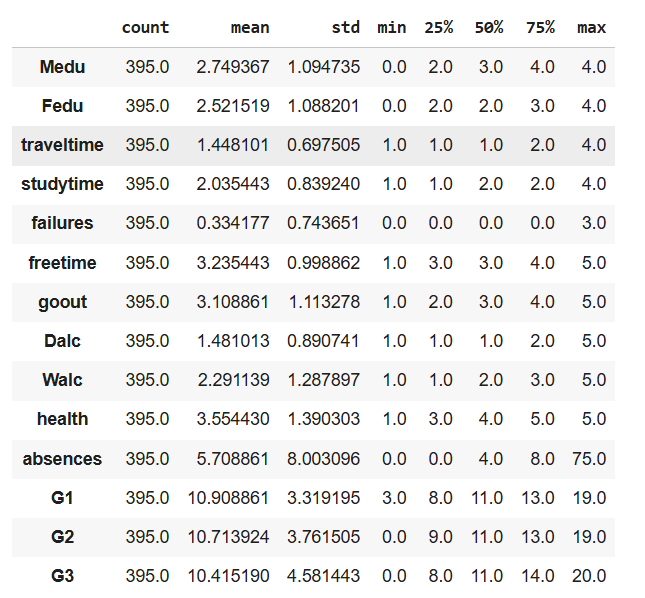 count mean std min 25% 50% 75% max
Medu 395.0 2.749367 1.094735 0.0 2.0 3.0 4.0 4.0
Fedu 395.0 2.521519 1.088201 0.0 2.0 2.0 3.0 4.0
traveltime 395.0 1.448101 0.697505 1.0 1.0 1.0 2.0 4.0
studytime 395.0 2.035443 0.839240 1.0 1.0 2.0 2.0 4.0
failures 395.0 0.334177 0.743651 0.0 0.0 0.0 0.0 3.0
freetime 395.0 3.235443 0.998862 1.0 3.0 3.0 4.0 5.0
goout 395.0 3.108861 1.113278 1.0 2.0 3.0 4.0 5.0
Dalc 395.0 1.481013 0.890741 1.0 1.0 1.0 2.0 5.0
Walc 395.0 2.291139 1.287897 1.0 1.0 2.0 3.0 5.0
health 395.0 3.554430 1.390303 1.0 3.0 4.0 5.0 5.0
absences 395.0 5.708861 8.003096 0.0 0.0 4.0 8.0 75.0
G1 395.0 10.908861 3.319195 3.0 8.0 11.0 13.0 19.0
G2 395.0 10.713924 3.761505 0.0 9.0 11.0 13.0 19.0
G3 395.0 10.415190 4.581443 0.0 8.0 11.0 14.0 20.0